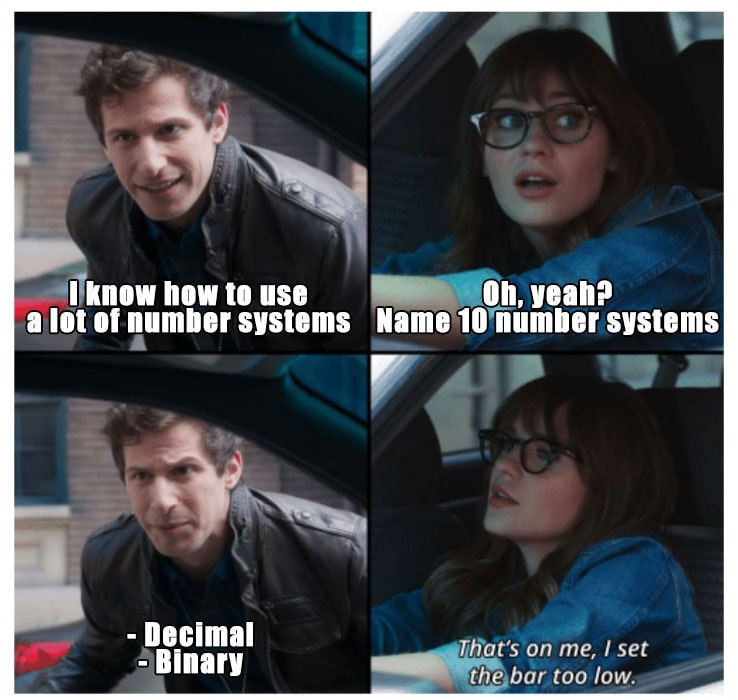 I know how to use
a lot of number systems
Oh, yeah?
Name 10 number systems
- Decimal
- Binary
That's on me, I set
the bar too low.